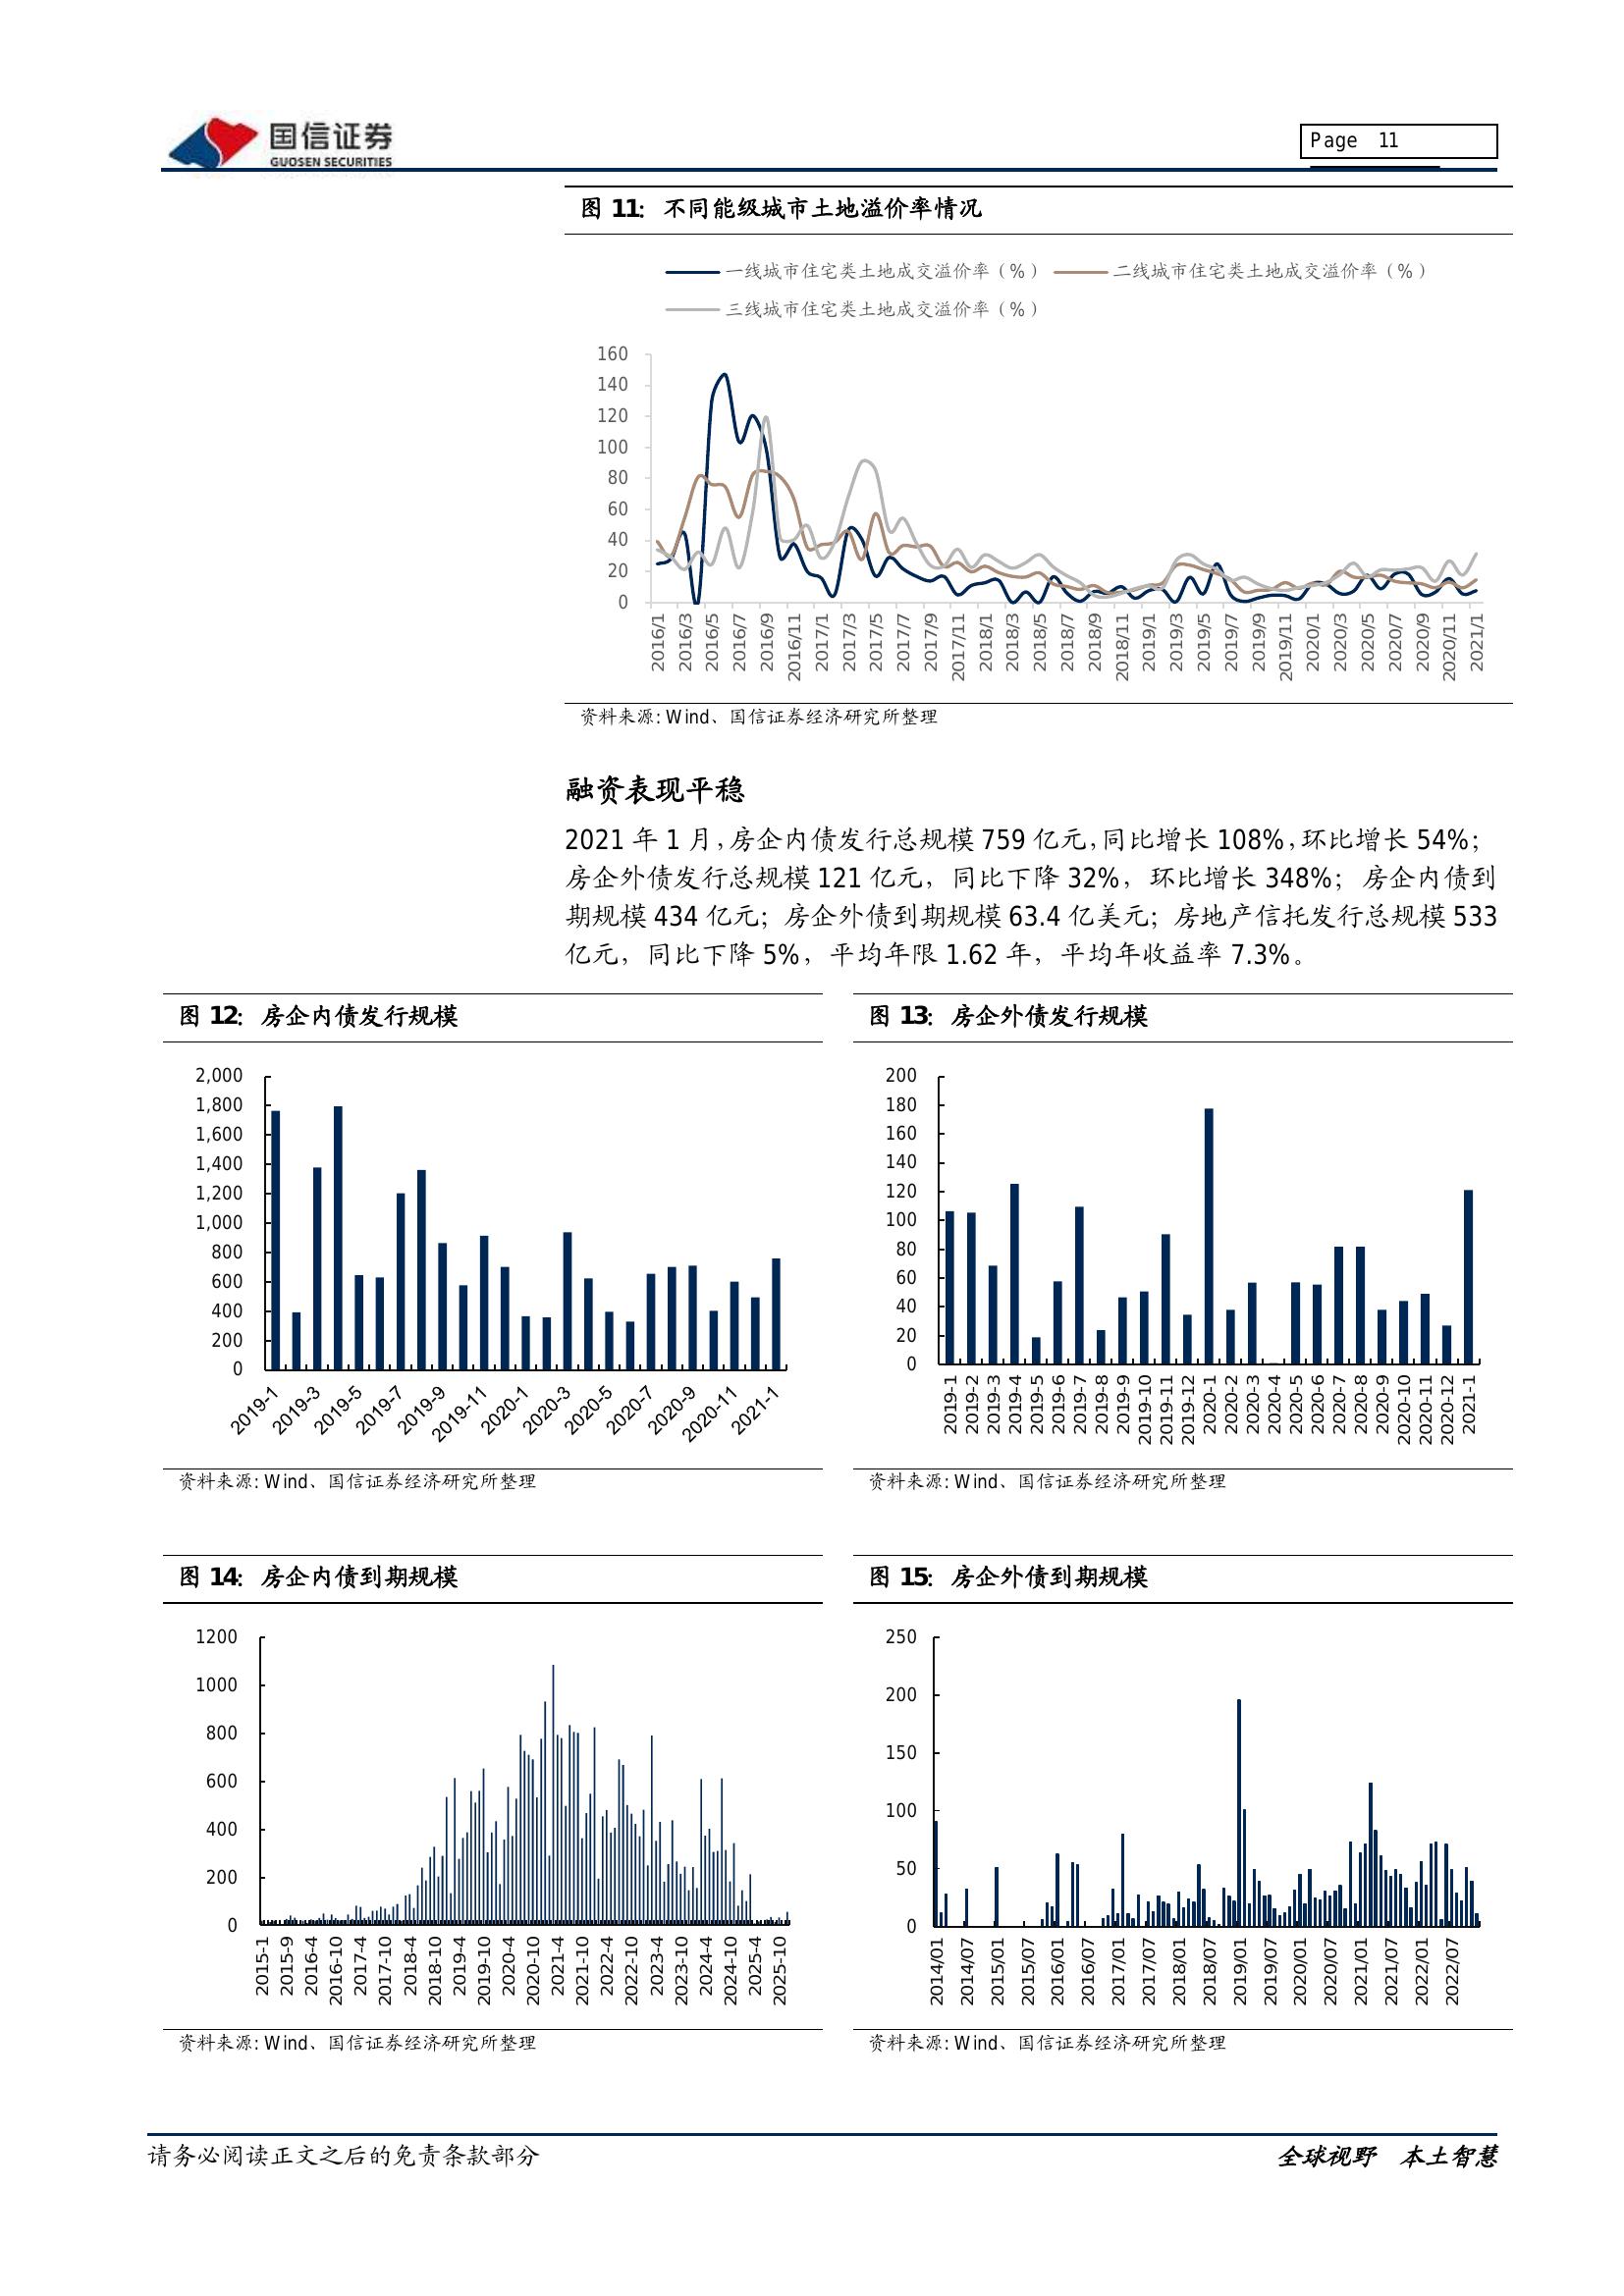 国信证券
GUOSEN SECURITIES
Page 11
图 11：不同能级城市土地溢价率情况
一线城市住宅类土地成交溢价率（%） 二线城市住宅类土地成交溢价率（%）
三线城市住宅类土地成交溢价率（%）
160
140
120
100
80
60
40
20
0
2016/1 2016/3 2016/5 2016/7 2016/9 2016/11 2017/1 2017/3 2017/5 2017/7 2017/9 2017/11 2018/1 2018/3 2018/5 2018/7 2018/9 2018/11 2019/1 2019/3 2019/5 2019/7 2019/9 2019/11 2020/1 2020/3 2020/5 2020/7 2020/9 2020/11 2021/1
资料来源: Wind、国信证券经济研究所整理
融资表现平稳
2021 年 1 月，房企内债发行总规模 759 亿元，同比增长 108%，环比增长 54%；
房企外债发行总规模 121 亿元，同比下降 32%，环比增长 348%；房企内债到
期规模 434 亿元；房企外债到期规模 63.4 亿美元；房地产信托发行总规模 533
亿元，同比下降 5%，平均年限 1.62 年，平均年收益率 7.3%。
图 12：房企内债发行规模
2,000
1,800
1,600
1,400
1,200
1,000
800
600
400
200
0
2019-1 2019-3 2019-5 2019-7 2019-9 2019-11 2020-1 2020-3 2020-5 2020-7 2020-9 2020-11 2021-1
资料来源: Wind、国信证券经济研究所整理
图 13：房企外债发行规模
200
180
160
140
120
100
80
60
40
20
0
2019-1 2019-2 2019-3 2019-4 2019-5 2019-6 2019-7 2019-8 2019-9 2019-10 2019-11 2019-12 2020-1 2020-2 2020-3 2020-4 2020-5 2020-6 2020-7 2020-8 2020-9 2020-10 2020-11 2020-12 2021-1
资料来源: Wind、国信证券经济研究所整理
图 14：房企内债到期规模
1200
1000
800
600
400
200
0
2015-1 2015-9 2016-4 2016-10 2017-4 2017-10 2018-4 2018-10 2019-4 2019-10 2020-4 2020-10 2021-4 2021-10 2022-4 2022-10 2023-4 2023-10 2024-4 2024-10 2025-4 2025-10
资料来源: Wind、国信证券经济研究所整理
图 15：房企外债到期规模
250
200
150
100
50
0
2014/01 2014/07 2015/01 2015/07 2016/01 2016/07 2017/01 2017/07 2018/01 2018/07 2019/01 2019/07 2020/01 2020/07 2021/01 2021/07 2022/01 2022/07
资料来源: Wind、国信证券经济研究所整理
请务必阅读正文之后的免责条款部分
全球视野 本土智慧